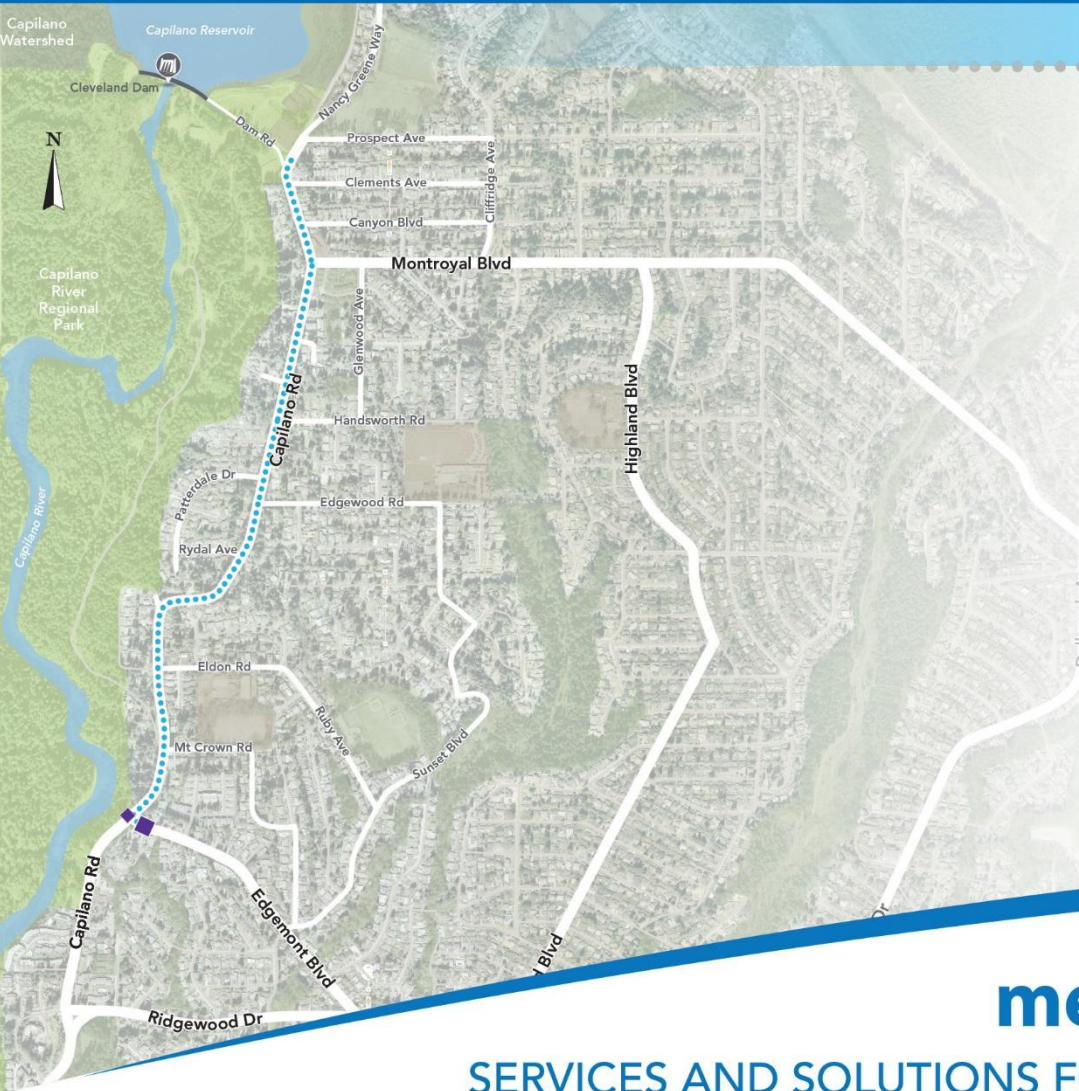 Capilano
Watershed
Capilano Reservoir
Cleveland Dam
Nancy Greene Way
Dam Rd
N
Prospect Ave
Clements Ave
Cliffridge Ave
Canyon Blvd
Montroyal Blvd
Capilano
River
Regional
Park
Glenwood Ave
Capilano Rd
Highland Blvd
Handsworth Rd
Patterdale Dr
Edgewood Rd
Capilano River
Rydal Ave
Eldon Rd
Ruby Ave
Mt Crown Rd
Sunset Blvd
Capilano Rd
Edgemont Blvd
Dr
d Blvd
Ridgewood Dr
me
SERVICES AND SOLUTIONS F